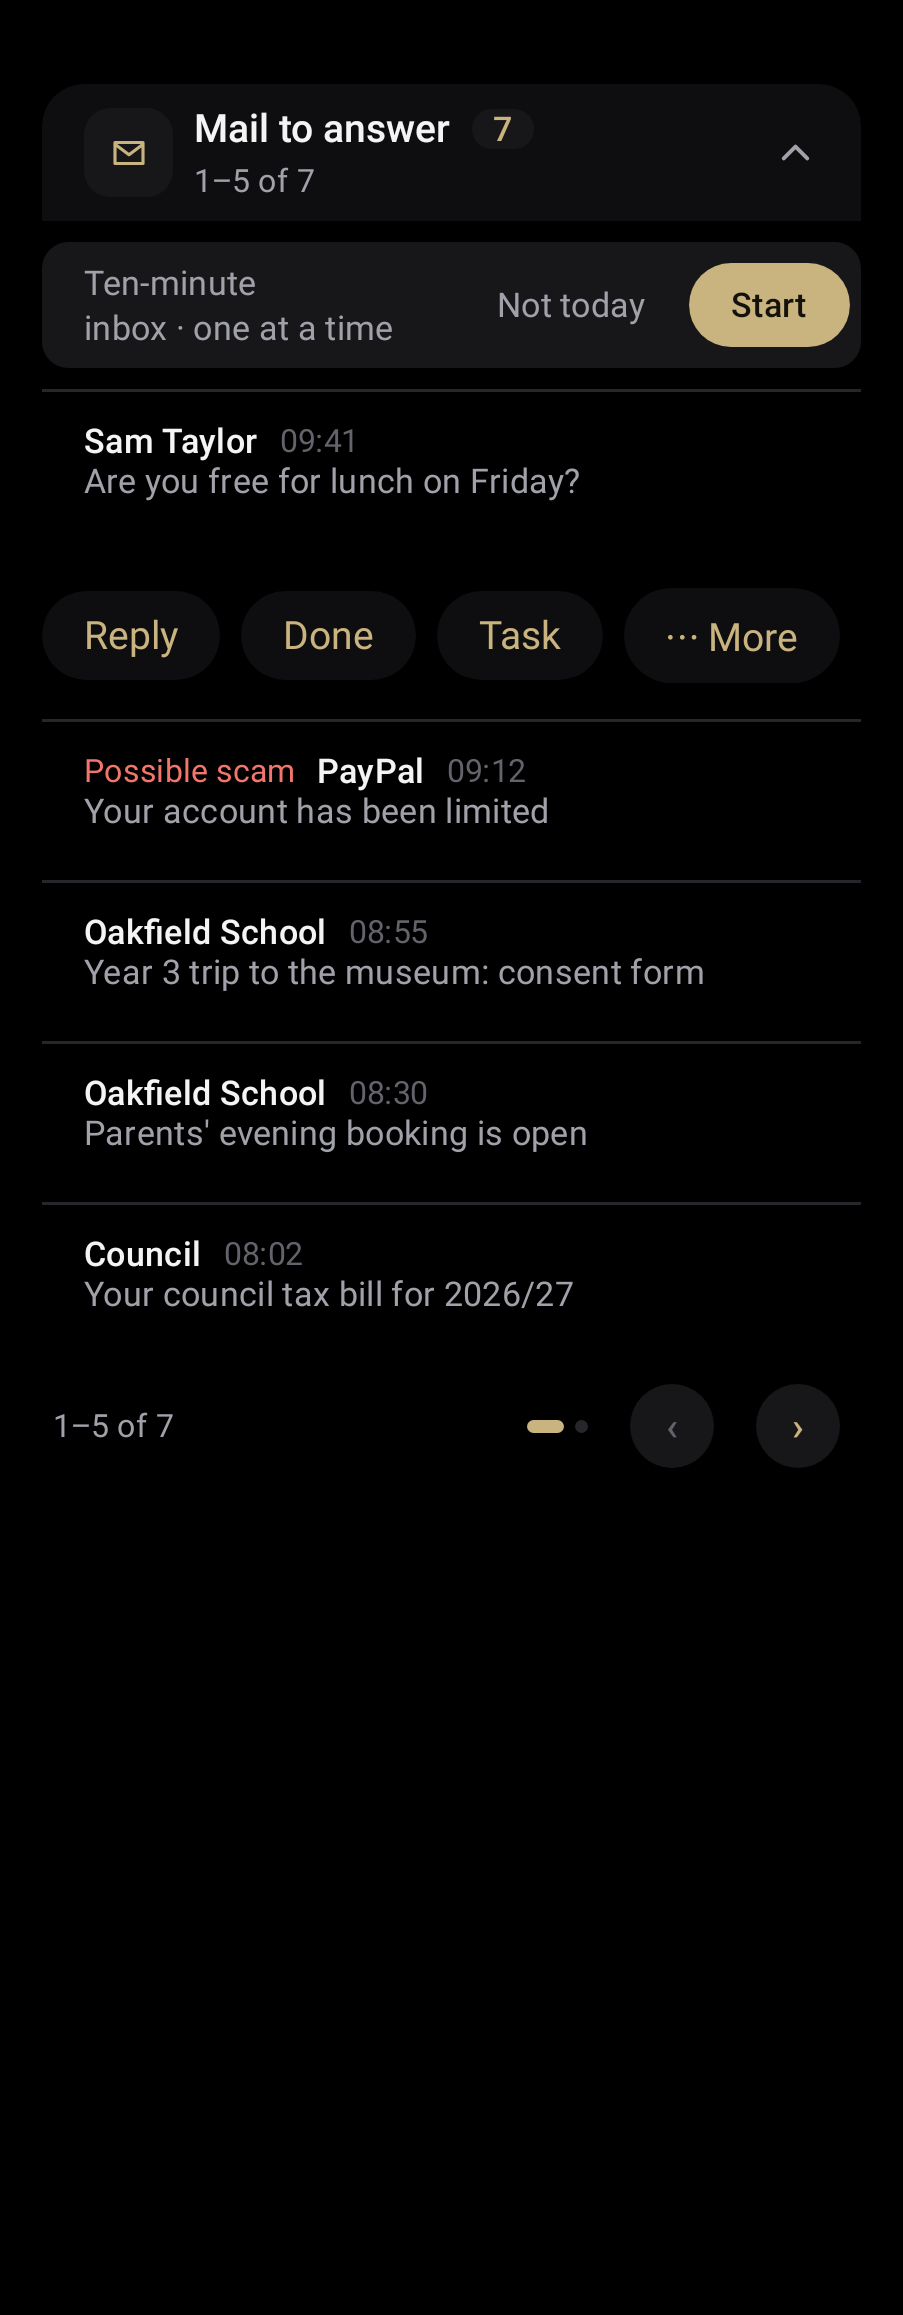 Mail to answer 7
1–5 of 7
Ten-minute
inbox · one at a time
Not today
Start
Sam Taylor 09:41
Are you free for lunch on Friday?
Reply Done Task ··· More
Possible scam PayPal 09:12
Your account has been limited
Oakfield School 08:55
Year 3 trip to the museum: consent form
Oakfield School 08:30
Parents' evening booking is open
Council 08:02
Your council tax bill for 2026/27
1–5 of 7 ‹ ›